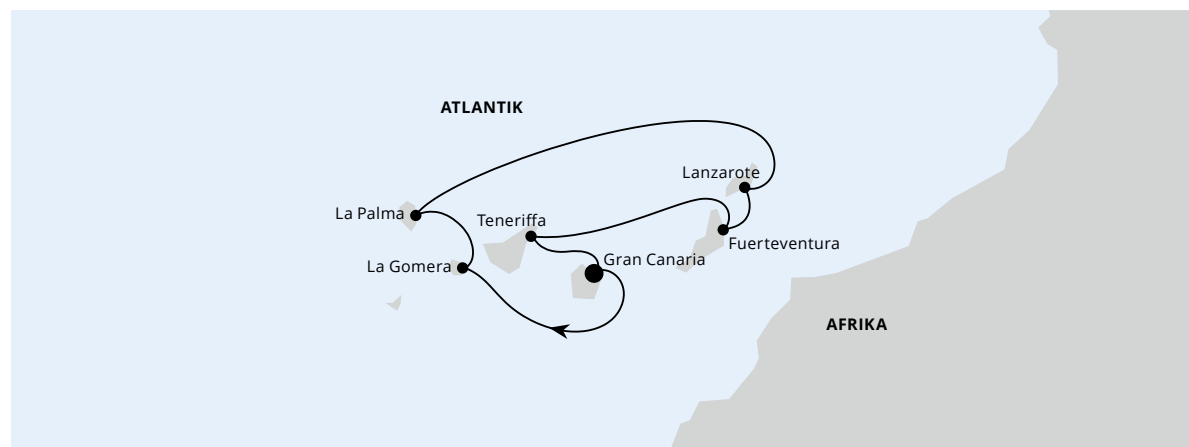 ATLANTIK
Lanzarote
La Palma
Teneriffa
Fuerteventura
Gran Canaria
La Gomera
AFRIKA